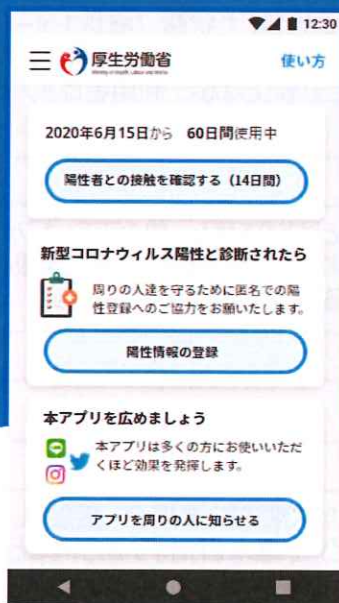 12:30
厚生労働省
Ministry of Health, Labour and Welfare
使い方
2020年6月15日から 60日間使用中
陽性者との接触を確認する（14日間）
新型コロナウィルス陽性と診断されたら
周りの人達を守るために匿名での陽
性登録へのご協力をお願いいたします。
陽性情報の登録
本アプリを広めましょう
本アプリは多くの方にお使いいただ
くほど効果を発揮します。
アプリを周りの人に知らせる